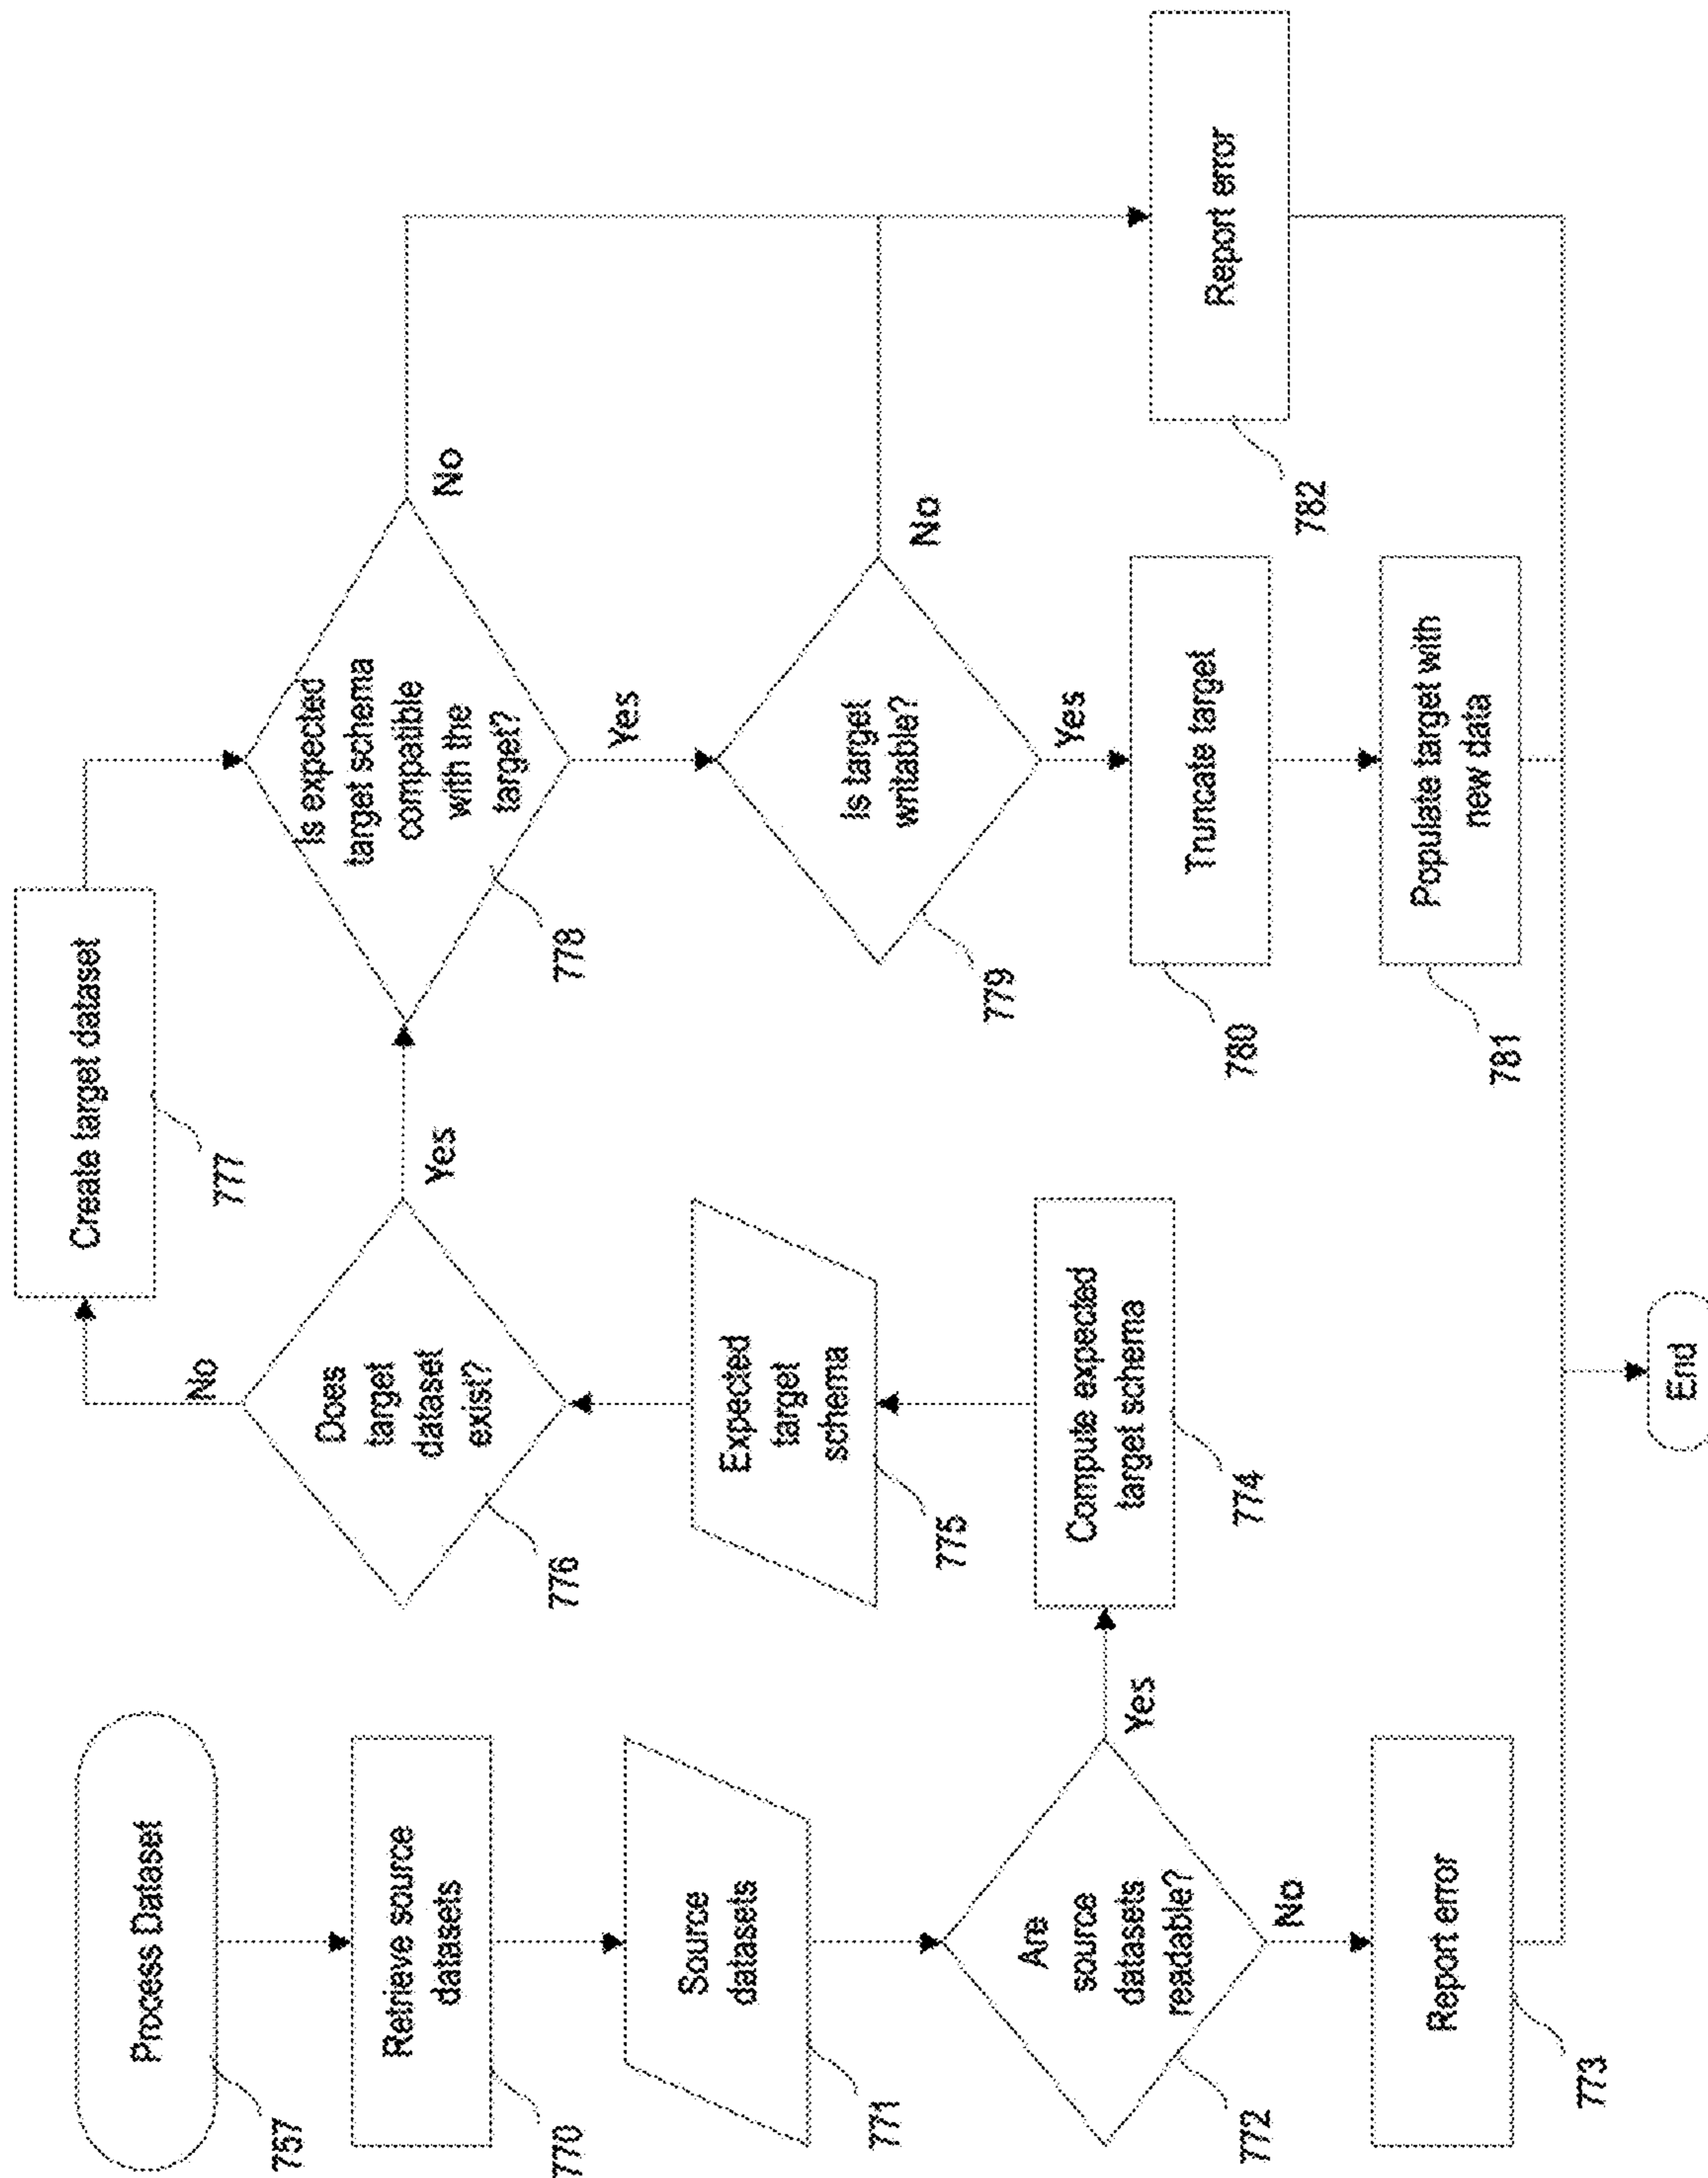 Process Dataset
757
Retrieve source
datasets
770
Source
datasets
771
Are
source
datasets
readable?
772
Yes
No
Report error
773
Compute expected
target schema
774
Expected
target
schema
775
Does
target
dataset
exist?
776
No
Yes
Create target dataset
777
Is expected
target schema
compatible
with the
target?
778
No
Yes
Is target
writable?
779
No
Yes
Truncate target
780
Populate target with
new data
781
Report error
782
End